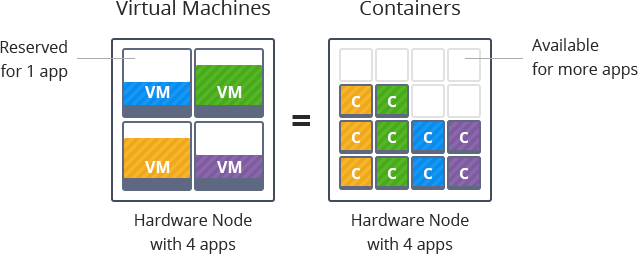 Virtual Machines
Containers
Reserved
for 1 app
VM
VM
VM
VM
=
Available
for more apps
C
C
C
C
C
C
C
C
C
C
Hardware Node
with 4 apps
Hardware Node
with 4 apps